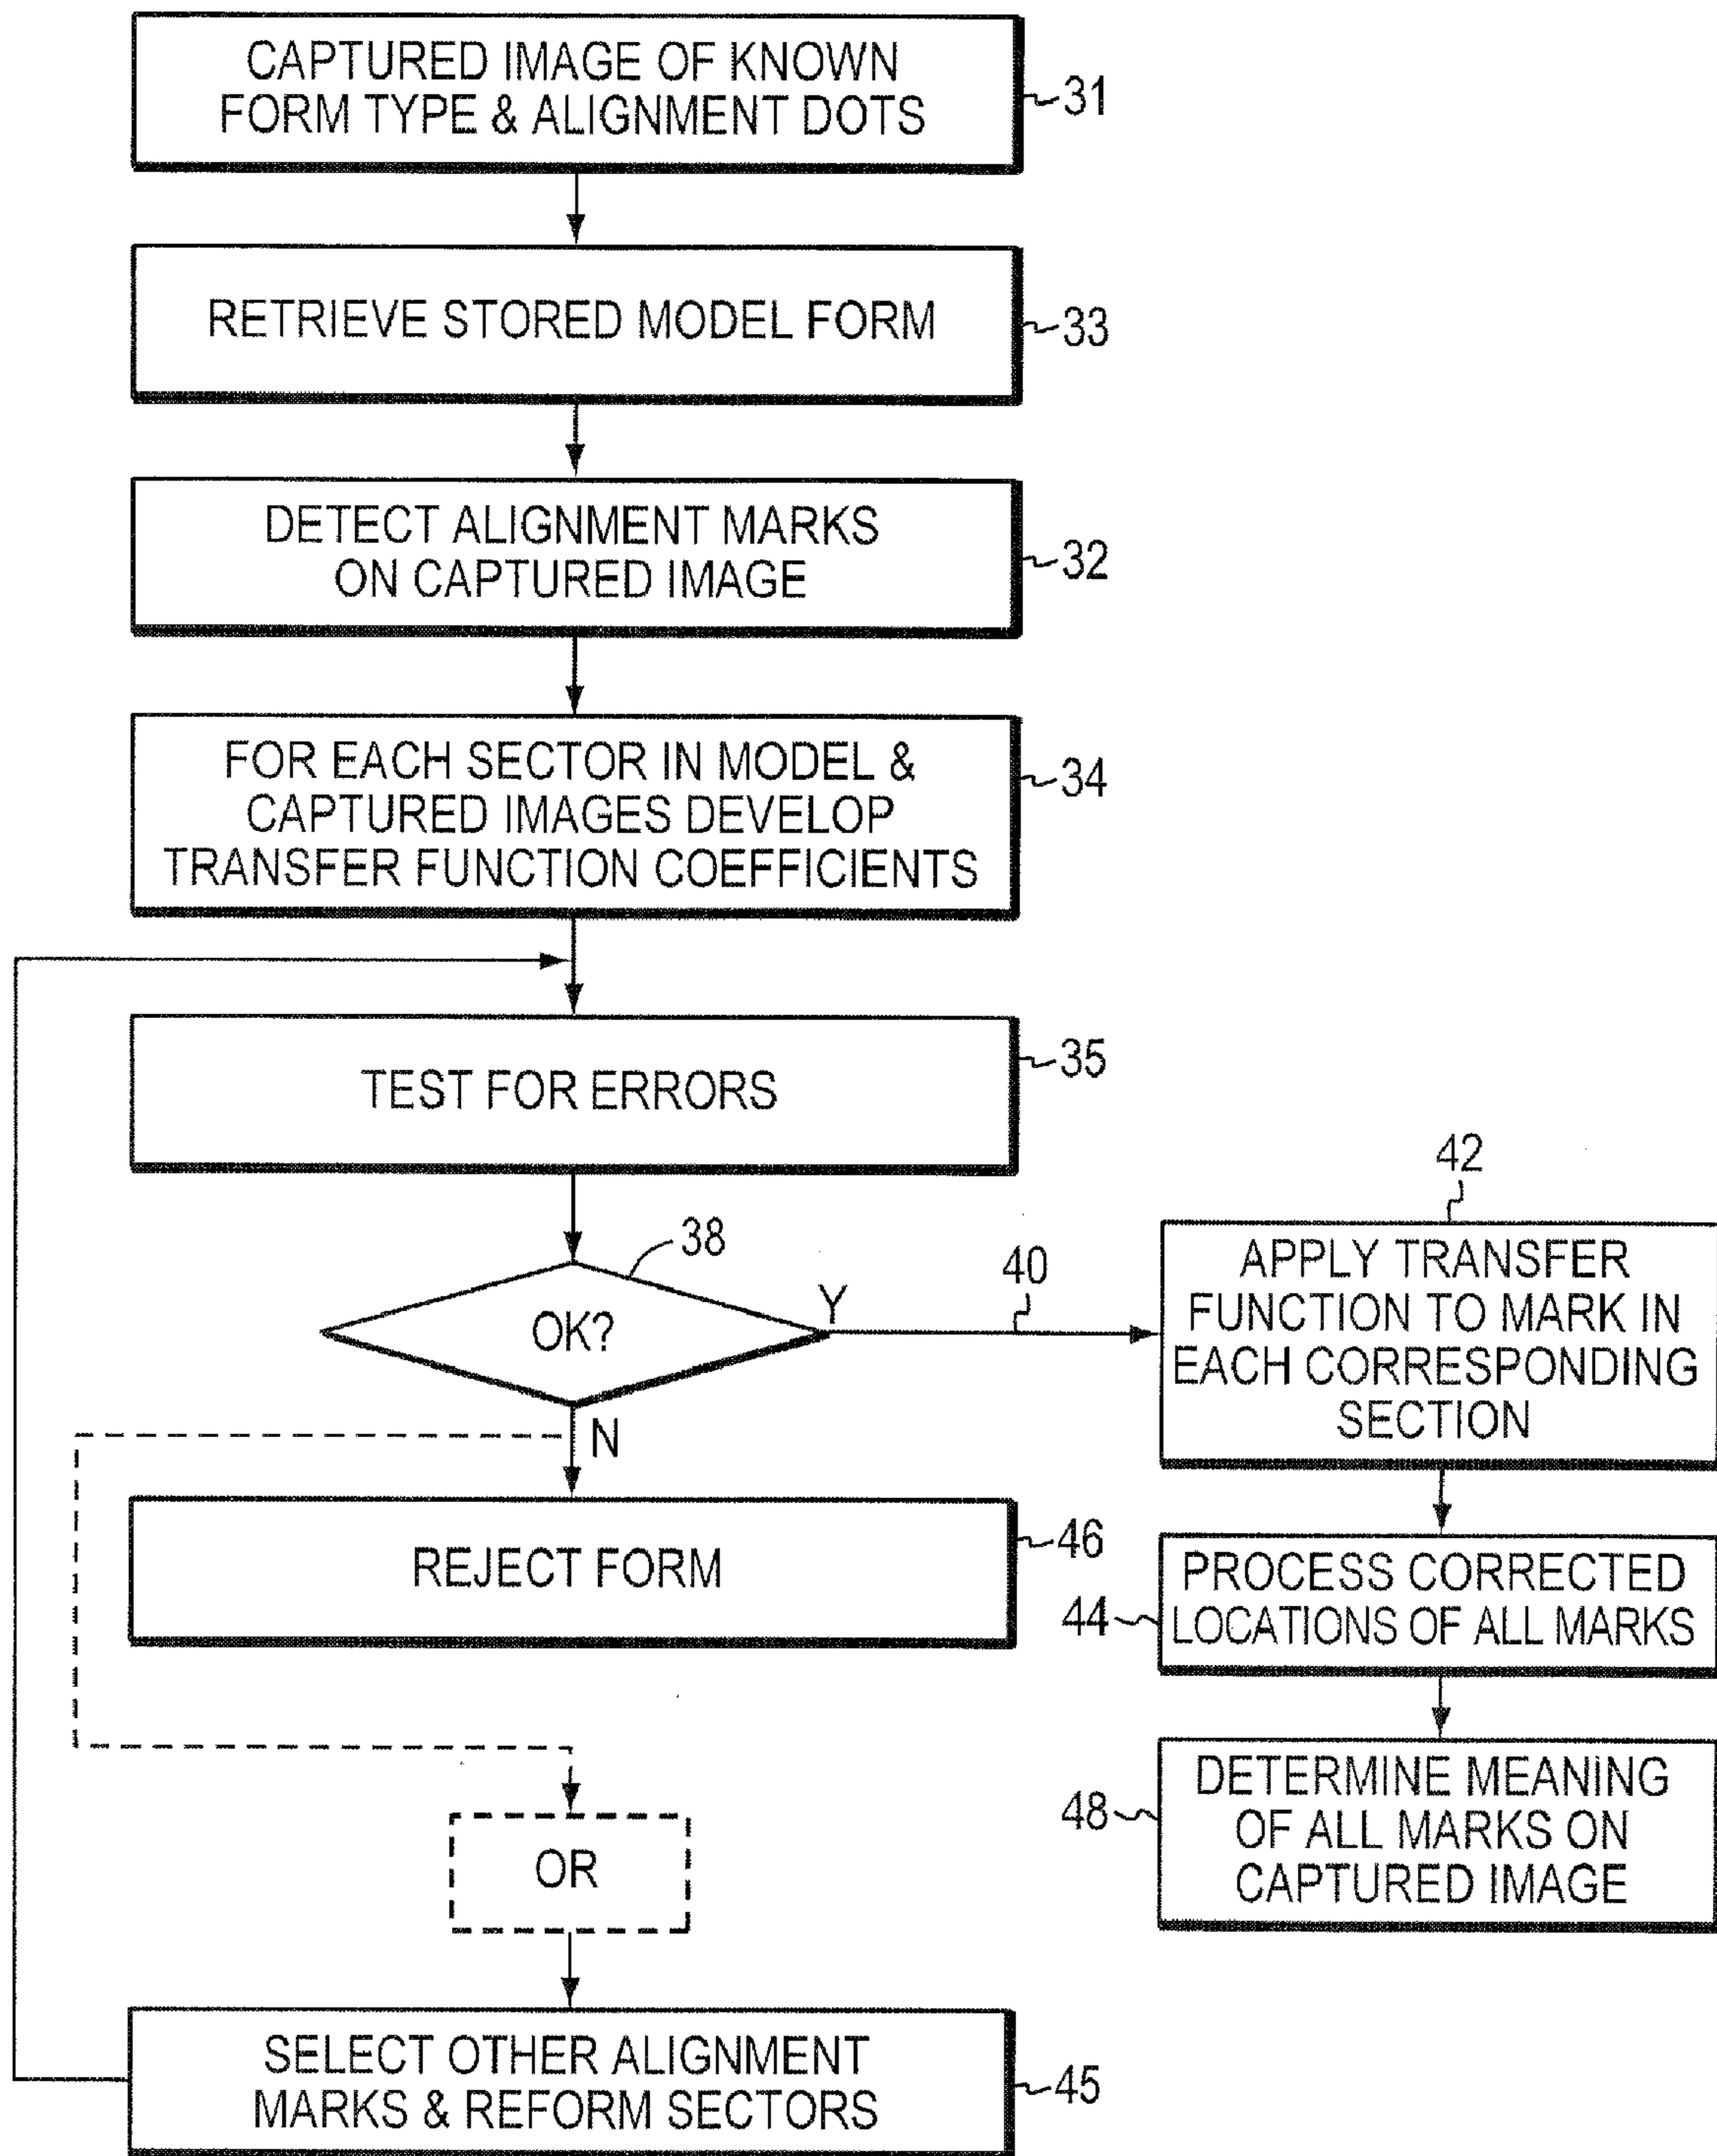 CAPTURED IMAGE OF KNOWN
FORM TYPE & ALIGNMENT DOTS
31
RETRIEVE STORED MODEL FORM
33
DETECT ALIGNMENT MARKS
ON CAPTURED IMAGE
32
FOR EACH SECTOR IN MODEL &
CAPTURED IMAGES DEVELOP
TRANSFER FUNCTION COEFFICIENTS
34
TEST FOR ERRORS
35
38
OK?
Y
40
N
42
APPLY TRANSFER
FUNCTION TO MARK IN
EACH CORRESPONDING
SECTION
REJECT FORM
46
PROCESS CORRECTED
LOCATIONS OF ALL MARKS
44
DETERMINE MEANING
OF ALL MARKS ON
CAPTURED IMAGE
48
OR
SELECT OTHER ALIGNMENT
MARKS & REFORM SECTORS
45